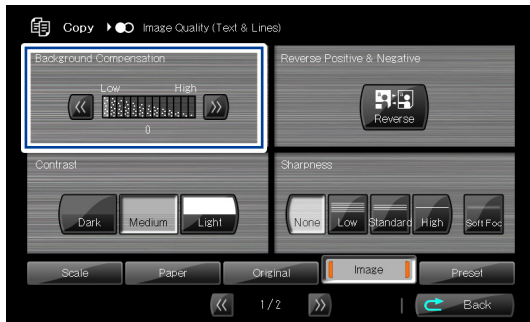 Copy Image Quality (Text & Lines)
Background Compensation
Low High
0
Reverse Positive & Negative
Reverse
Contrast
Dark Medium Light
Sharpness
None Low Standard High Soft Foc
Scale Paper Original Image Preset
1/2
Back